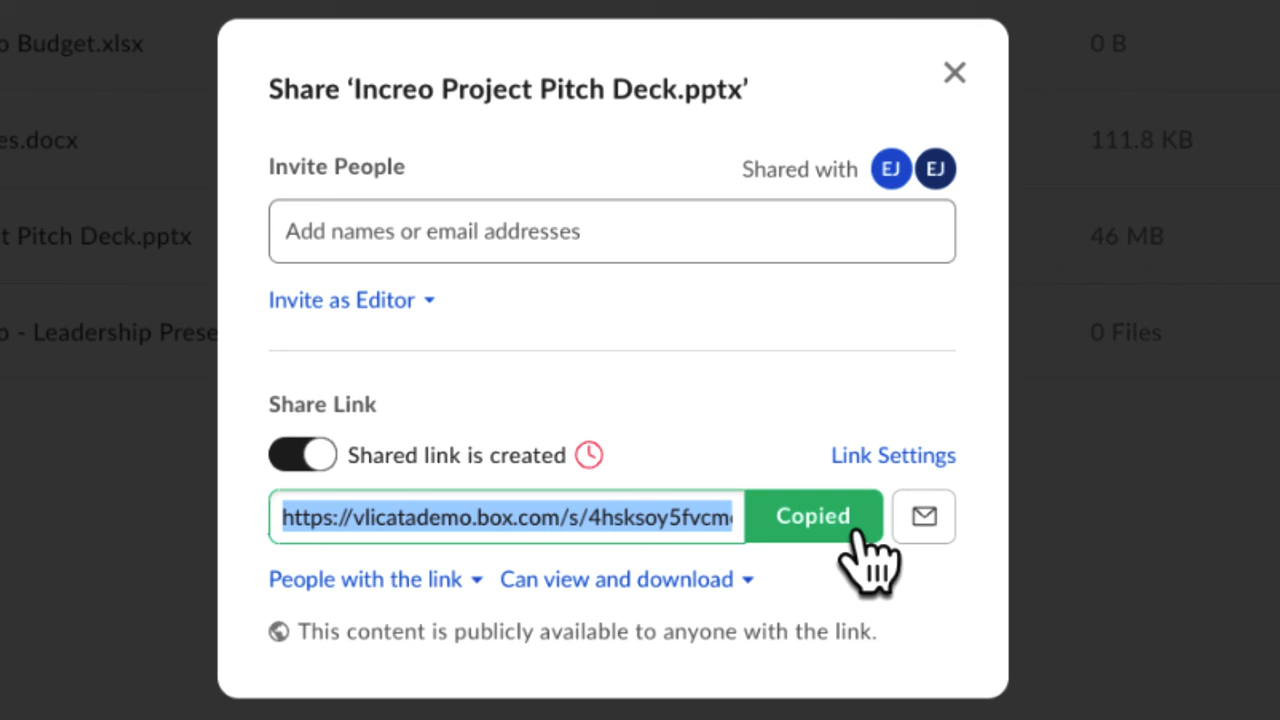 o Budget.xlsx
0 B
Share ‘Increo Project Pitch Deck.pptx’
es.docx
111.8 KB
Invite People
Shared with EJ EJ
Add names or email addresses
t Pitch Deck.pptx
46 MB
Invite as Editor
o - Leadership Prese
0 Files
Share Link
Shared link is created
Link Settings
https://vlicatademo.box.com/s/4hsksoy5fvcm
Copied
People with the link
Can view and download
This content is publicly available to anyone with the link.